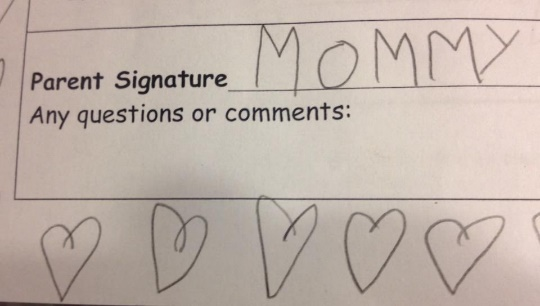 Parent Signature MOMMY
Any questions or comments: